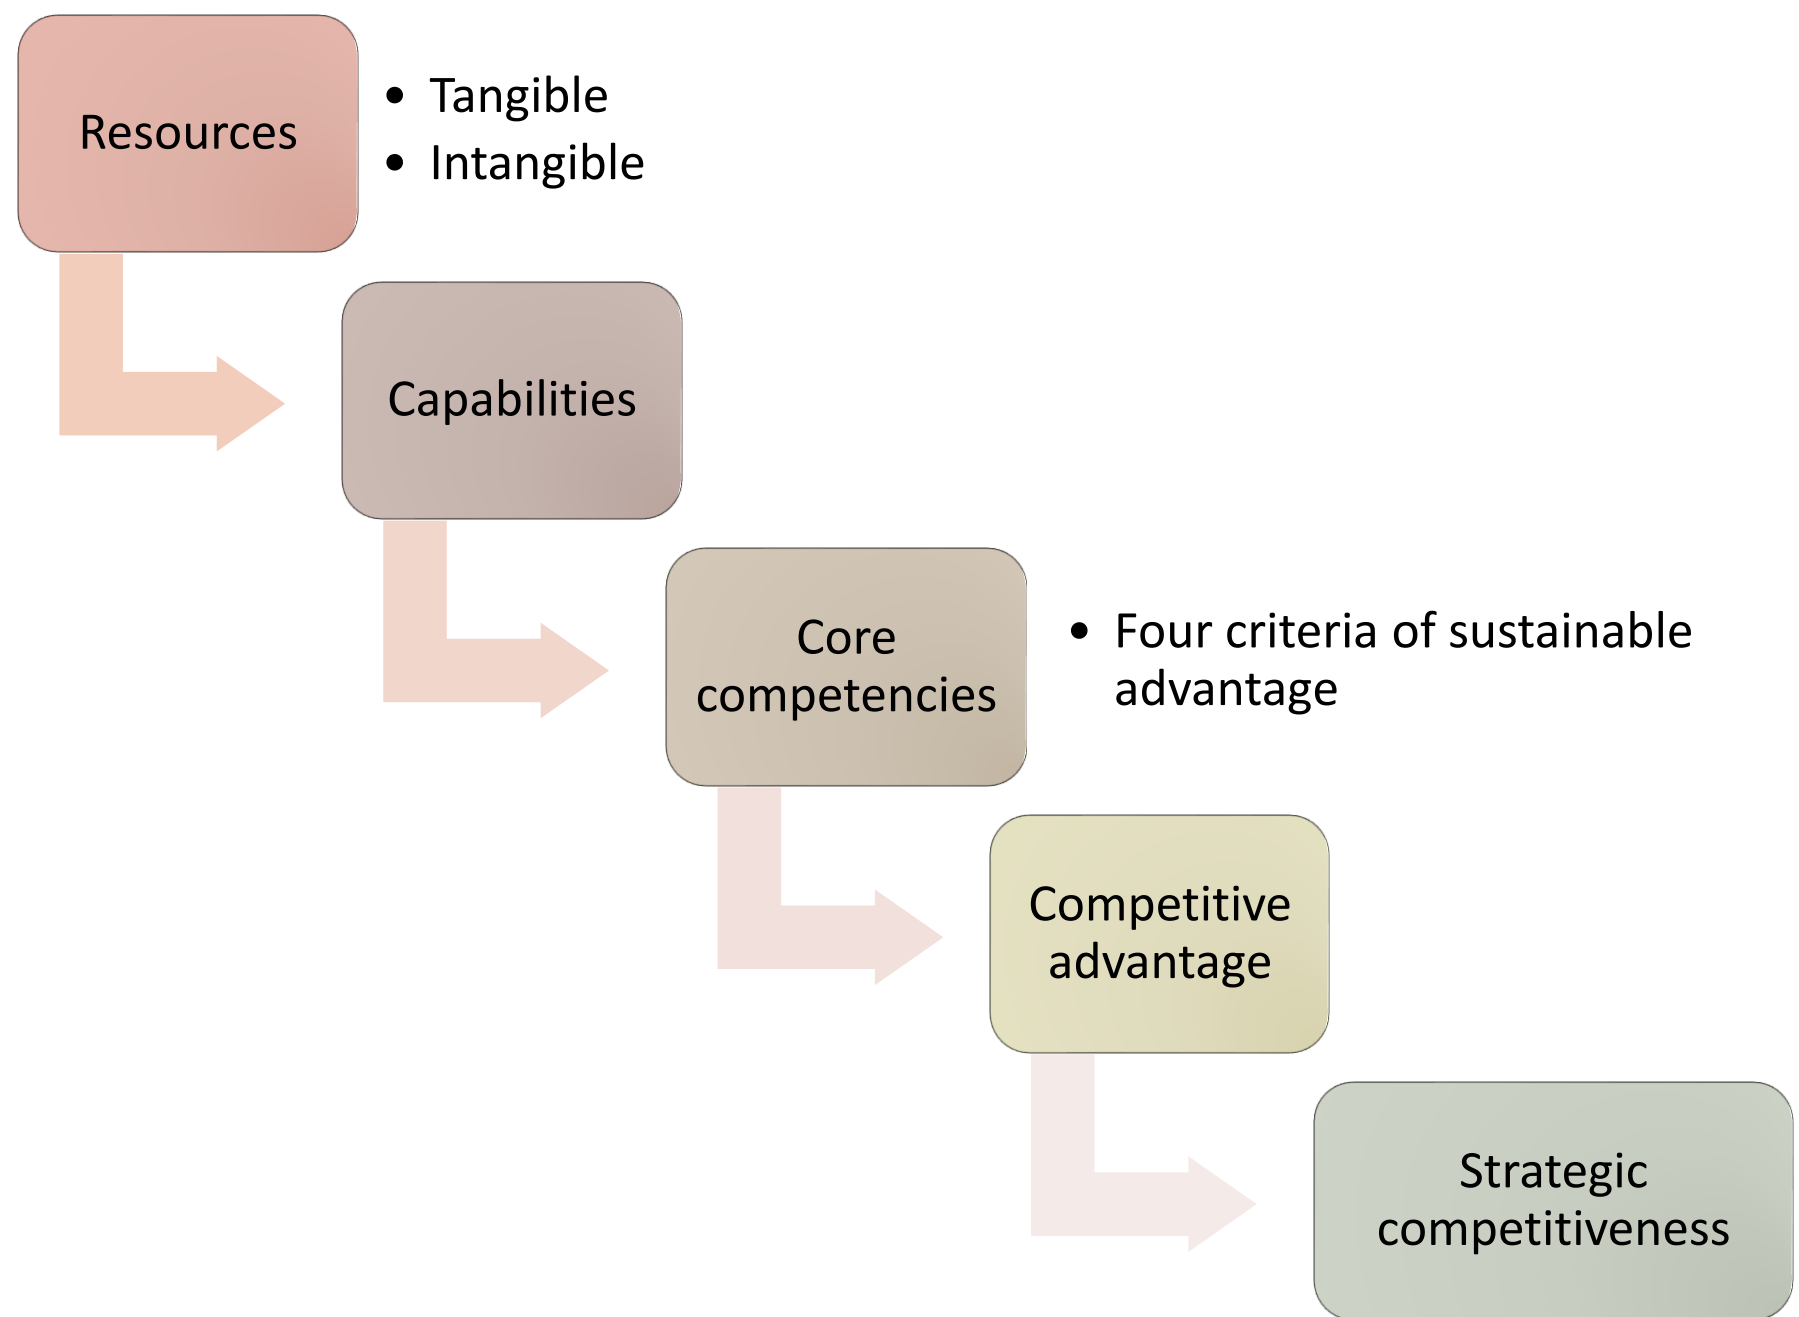 Resources
• Tangible
• Intangible
Capabilities
Core
competencies
• Four criteria of sustainable
advantage
Competitive
advantage
Strategic
competitiveness